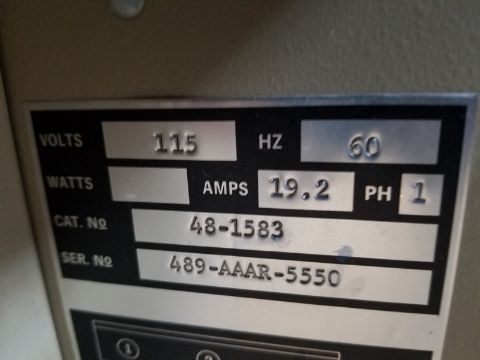 VOLTS 115 HZ 60
WATTS AMPS 19.2 PH 1
CAT. No 48-1583
SER. No 489-AAAR-5550
1